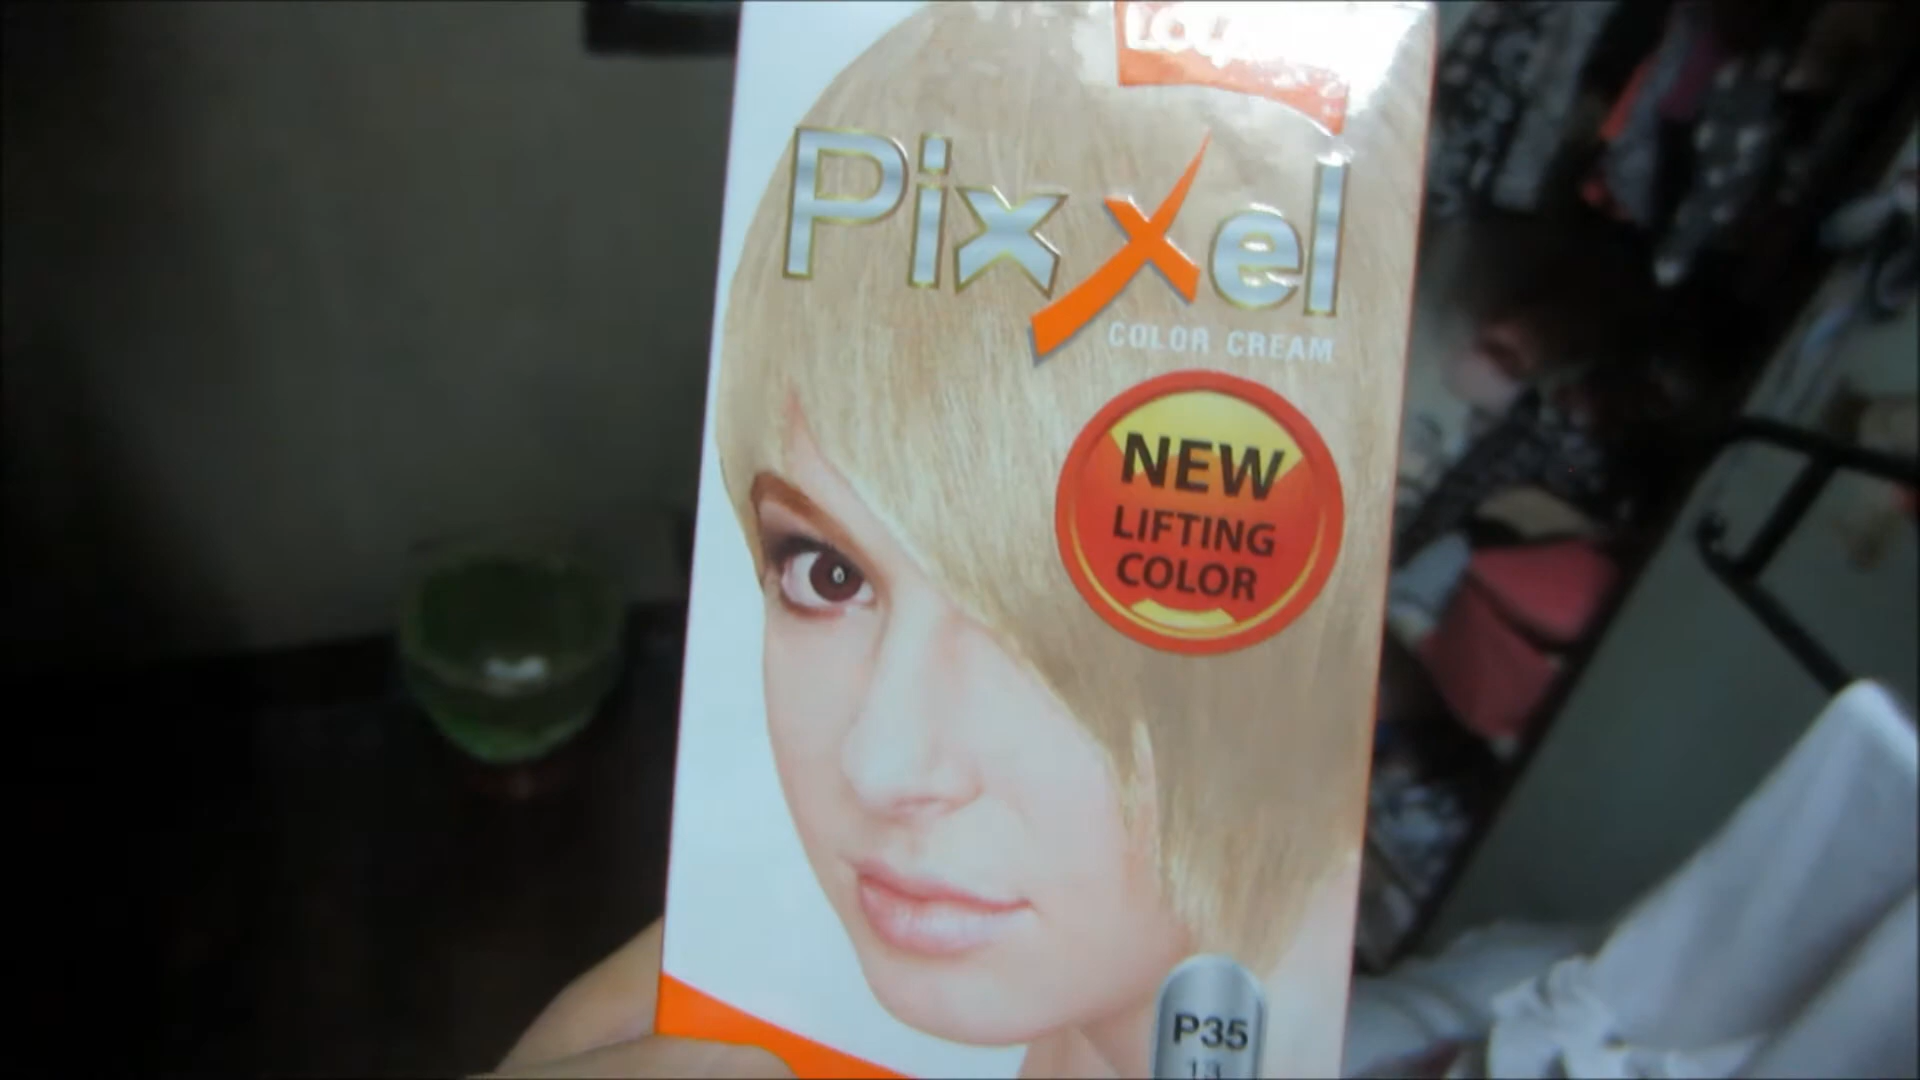 Pixxel
COLOR CREAM
NEW
LIFTING
COLOR
P35